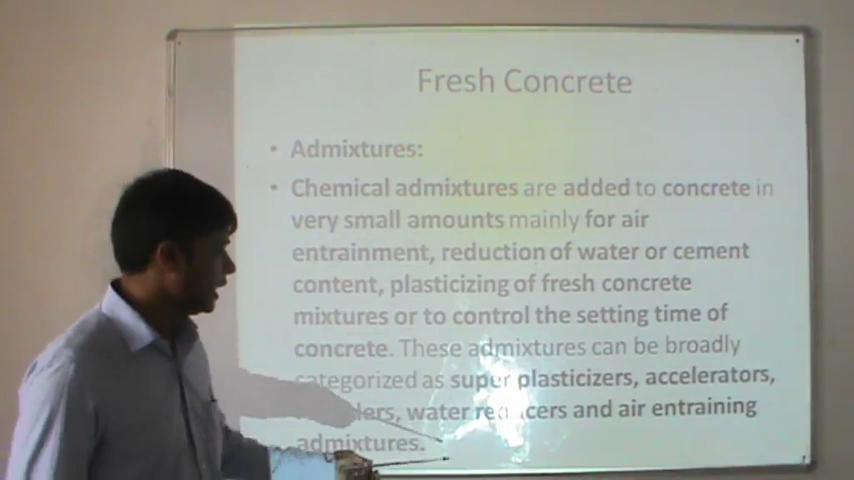 Fresh Concrete
• Admixtures:
• Chemical admixtures are added to concrete in
very small amounts mainly for air
entrainment, reduction of water or cement
content, plasticizing of fresh concrete
mixtures or to control the setting time of
concrete. These admixtures can be broadly
categorized as super plasticizers, accelerators,
water reducers and air entraining
admixtures.